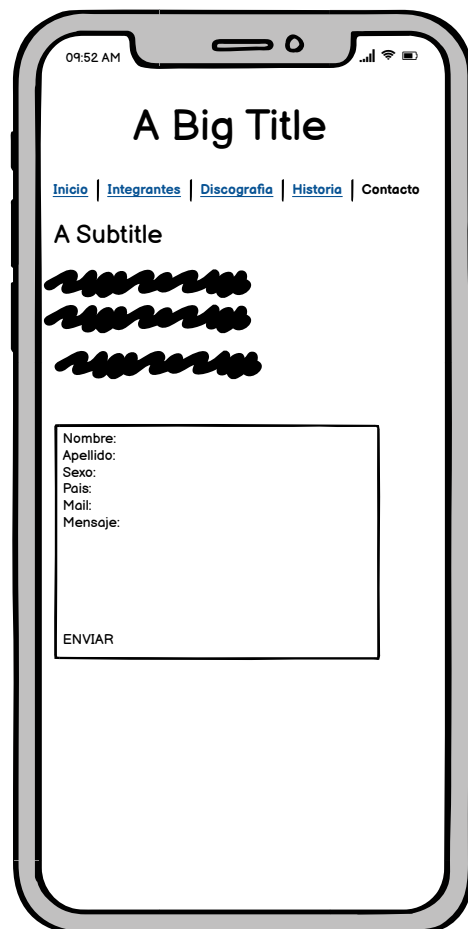 09:52 AM
A Big Title
Inicio | Integrantes | Discografia | Historia | Contacto
A Subtitle
Nombre:
Apellido:
Sexo:
Pais:
Mail:
Mensaje:
ENVIAR